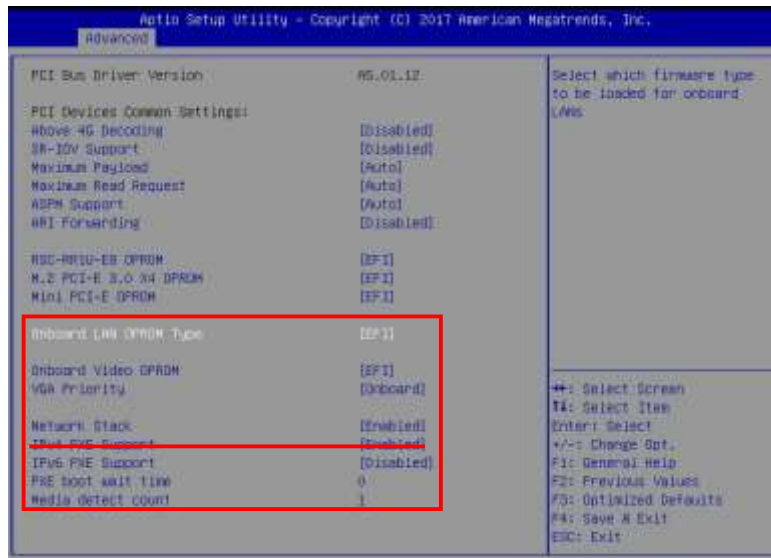 Aptio Setup Utility - Copyright (C) 2017 American Megatrends, Inc.
Advanced
PCI Bus Driver Version A5.01.12
PCI Devices Common Settings:
Above 4G Decoding [Disabled]
SR-IOV Support [Disabled]
Maximum Payload [Auto]
Maximum Read Request [Auto]
ASPM Support [Auto]
ARI Forwarding [Disabled]
RSC-RR1U-E8 OPROM [EFI]
M.2 PCI-E 3.0 X4 OPROM [EFI]
Mini PCI-E OPROM [EFI]
Onboard LAN OPROM Type [EFI]
Onboard Video OPROM [EFI]
VGA Priority [Onboard]
Network Stack [Enabled]
IPv4 PXE Support [Enabled]
IPv6 PXE Support [Disabled]
PXE boot wait time 0
Media detect count 1
Select which firmware type
to be loaded for onboard
LANs
: Select Screen
: Select Item
Enter: Select
+/-: Change Opt.
F1: General Help
F2: Previous Values
F3: Optimized Defaults
F4: Save & Exit
ESC: Exit